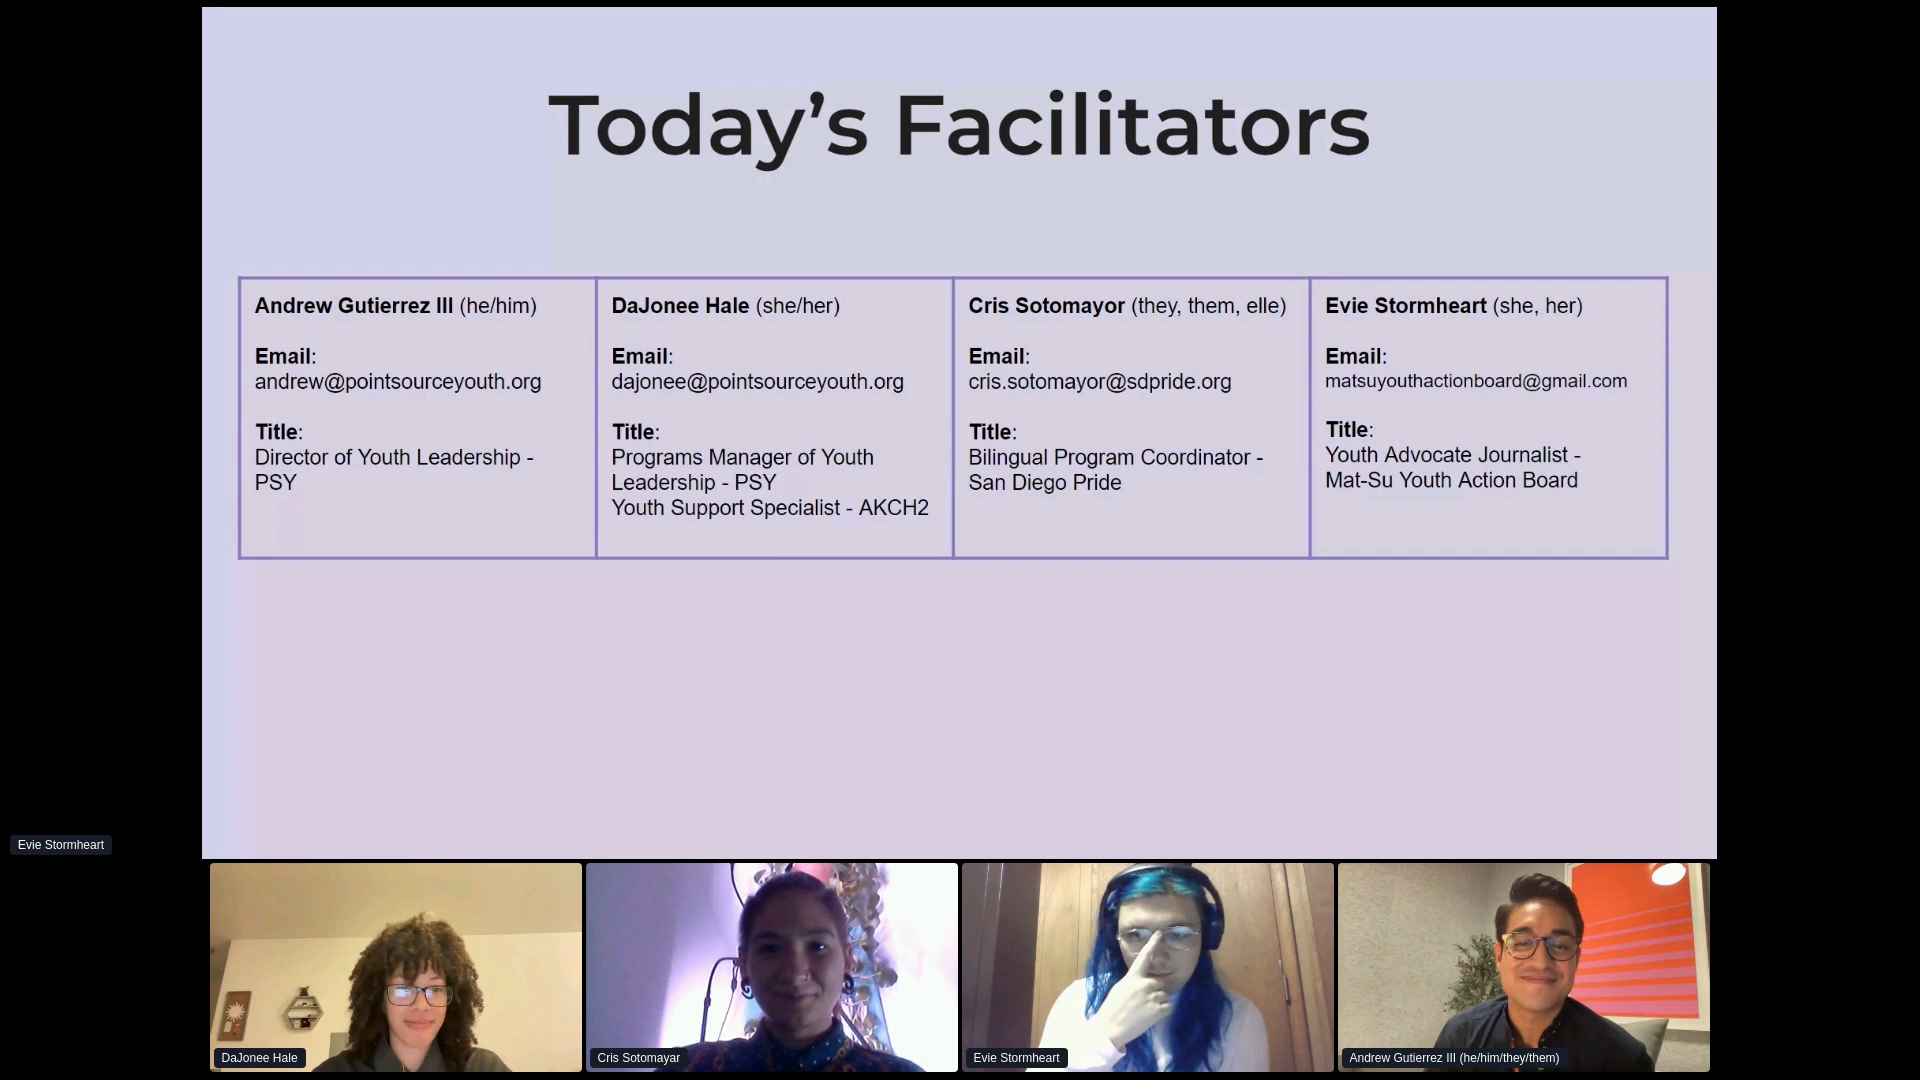 Today's Facilitators
Andrew Gutierrez III (he/him)
Email:
andrew@pointsourceyouth.org
Title:
Director of Youth Leadership -
PSY
DaJonee Hale (she/her)
Email:
dajonee@pointsourceyouth.org
Title:
Programs Manager of Youth
Leadership - PSY
Youth Support Specialist - AKCH2
Cris Sotomayor (they, them, elle)
Email:
cris.sotomayor@sdpride.org
Title:
Bilingual Program Coordinator -
San Diego Pride
Evie Stormheart (she, her)
Email:
matsuyouthactionboard@gmail.com
Title:
Youth Advocate Journalist -
Mat-Su Youth Action Board
Evie Stormheart
DaJonee Hale
Cris Sotomayar
Evie Stormheart
Andrew Gutierrez III (he/him/they/them)